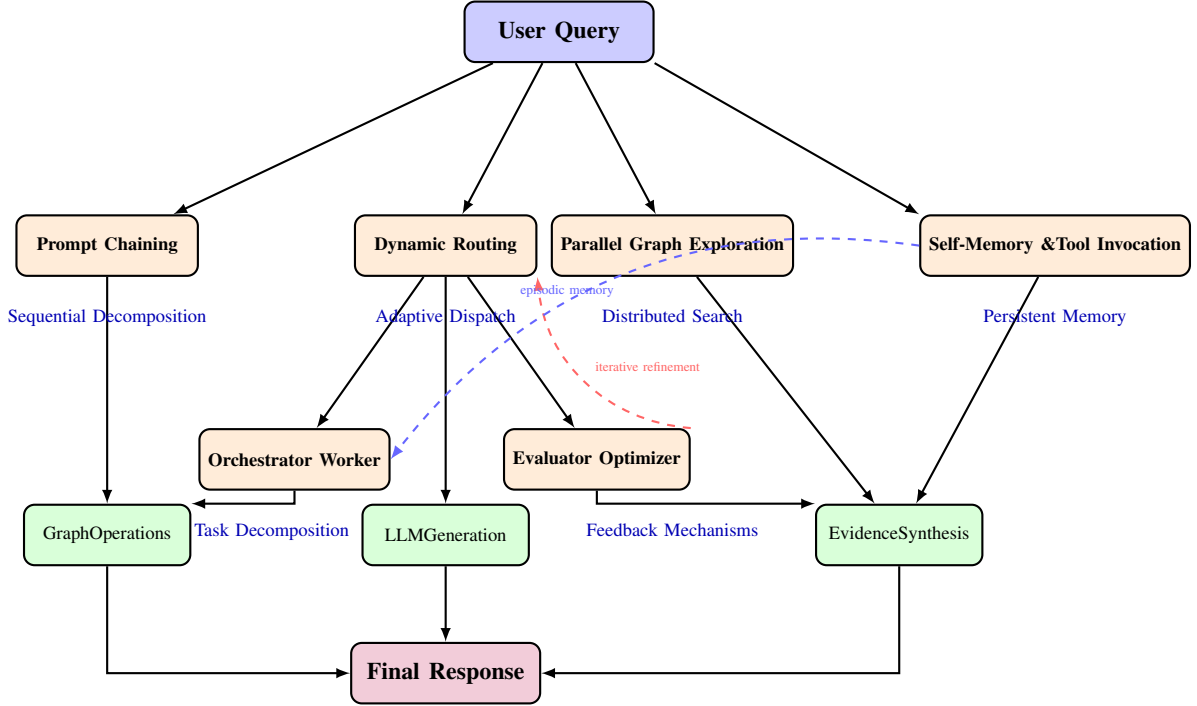 User Query
Prompt Chaining
Dynamic Routing
Parallel Graph Exploration
Self-Memory &Tool Invocation
episodic memory
Sequential Decomposition
Adaptive Dispatch
Distributed Search
Persistent Memory
iterative refinement
Orchestrator Worker
Evaluator Optimizer
GraphOperations
Task Decomposition
LLMGeneration
Feedback Mechanisms
EvidenceSynthesis
Final Response